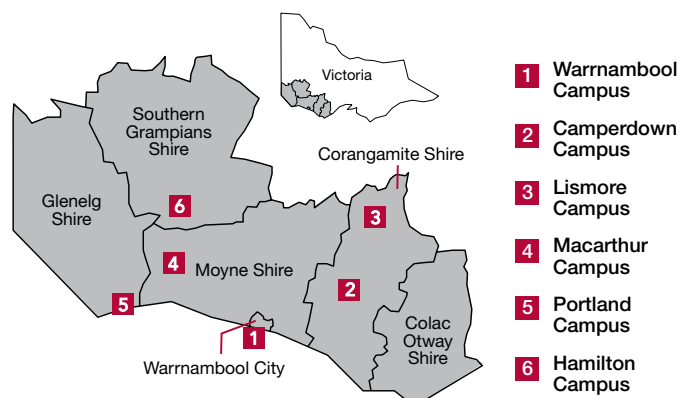 Victoria
Southern
Grampians
Shire
Corangamite Shire
Glenelg
Shire
6
3
4
Moyne Shire
2
5
1
Colac
Otway
Shire
Warrnambool City
1 Warrnambool
Campus
2 Camperdown
Campus
3 Lismore
Campus
4 Macarthur
Campus
5 Portland
Campus
6 Hamilton
Campus